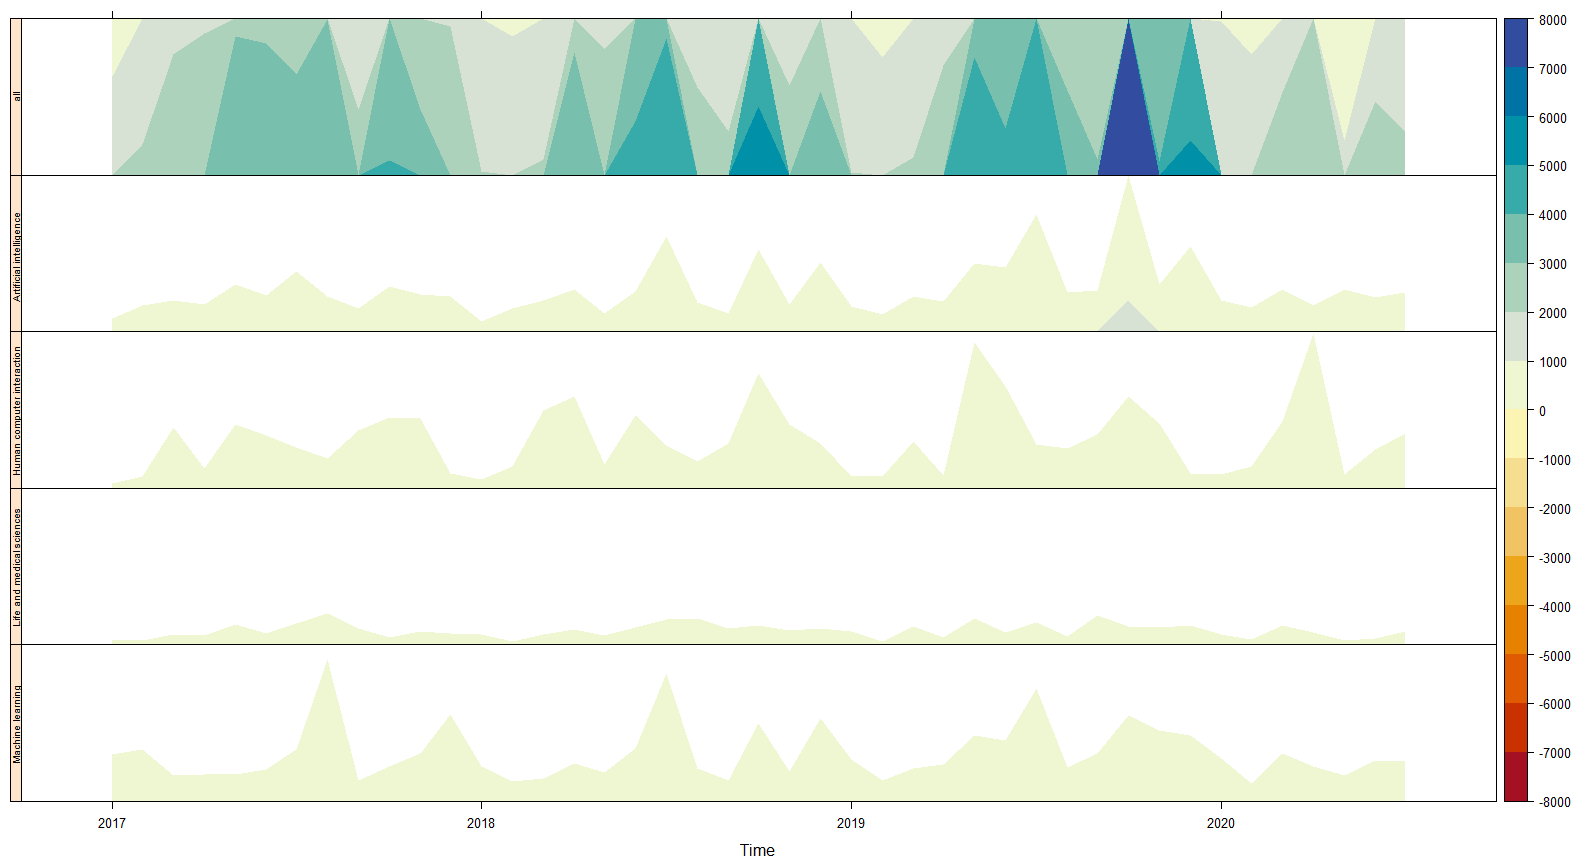 all
Artificial intelligence
Human computer interaction
Life and medical sciences
Machine learning
8000
7000
6000
5000
4000
3000
2000
1000
0
-1000
-2000
-3000
-4000
-5000
-6000
-7000
-8000
2017 2018 2019 2020
Time